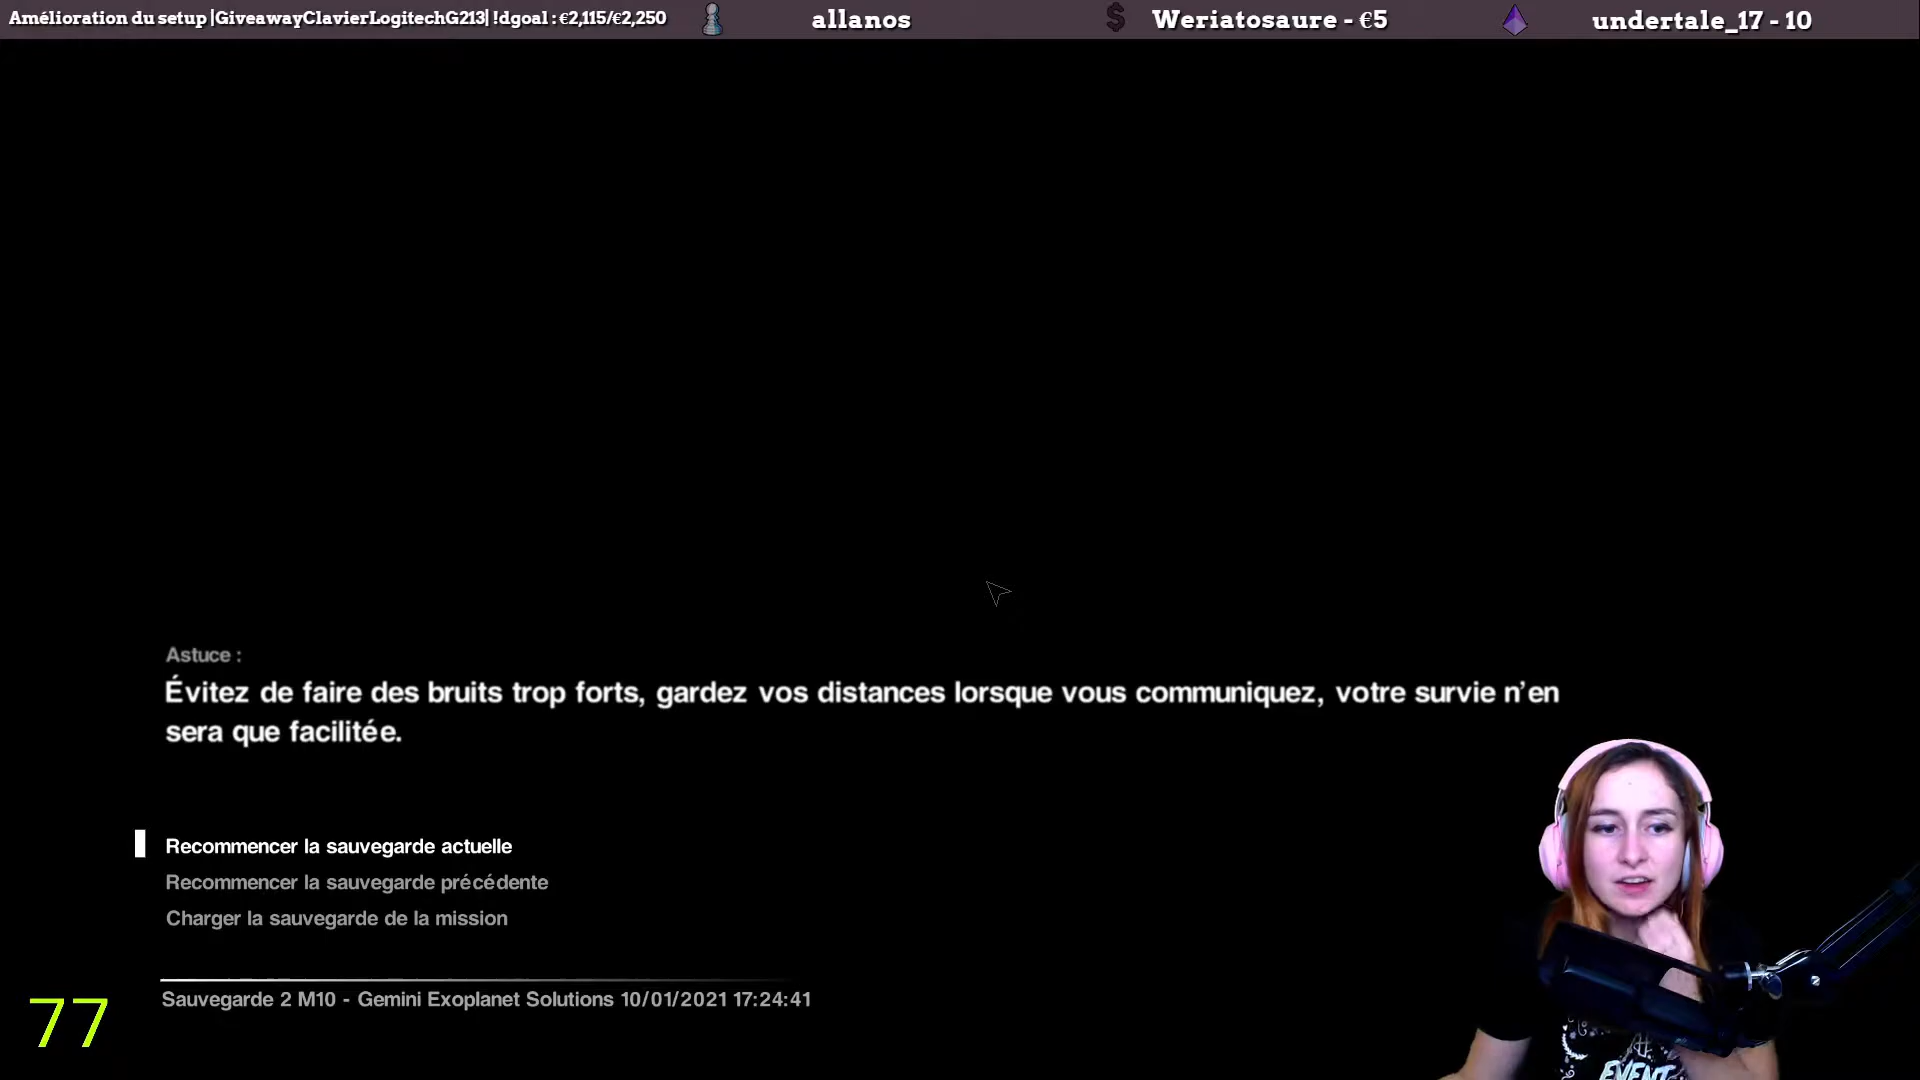 Amélioration du setup |GiveawayClavierLogitechG213| !dgoal : €2,115/€2,250
allanos
Weriatosaure - €5
undertale_17 - 10
Astuce :
Évitez de faire des bruits trop forts, gardez vos distances lorsque vous communiquez, votre survie n’en
sera que facilitée.
Recommencer la sauvegarde actuelle
Recommencer la sauvegarde précédente
Charger la sauvegarde de la mission
Sauvegarde 2 M10 - Gemini Exoplanet Solutions 10/01/2021 17:24:41
77
EVENT